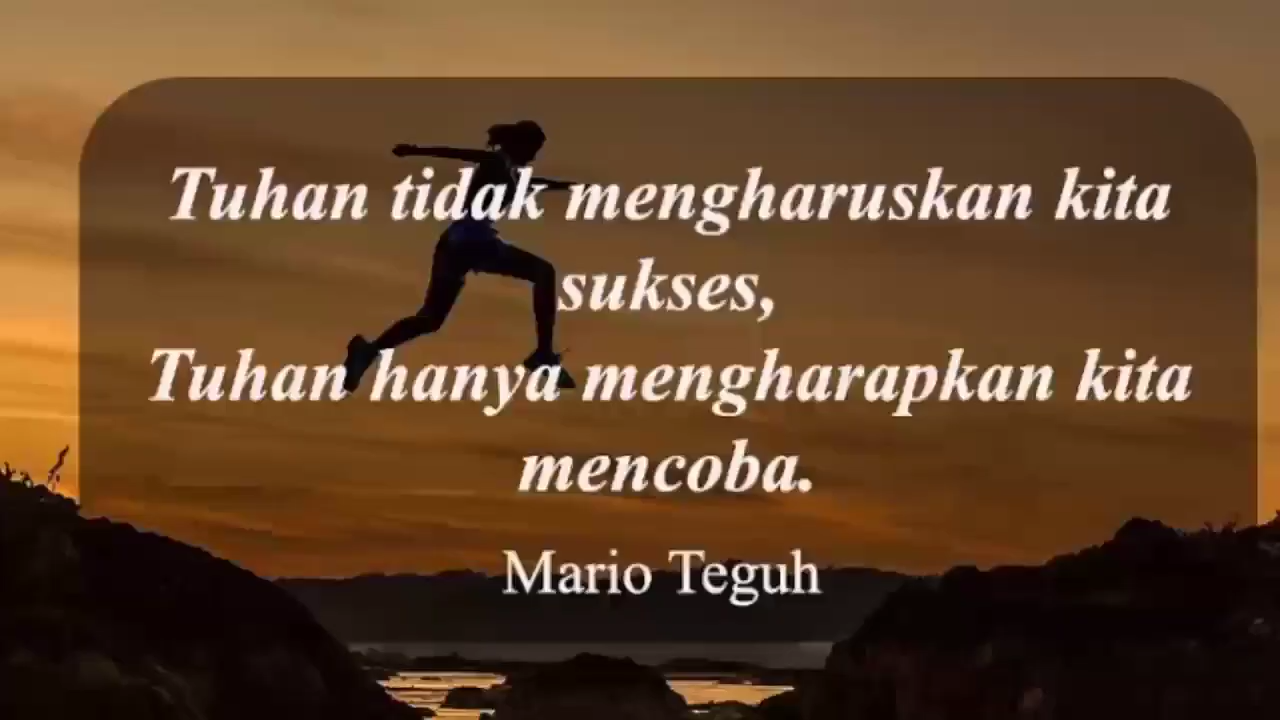 Tuhan tidak mengharuskan kita
sukses,
Tuhan hanya mengharapkan kita
mencoba.
Mario Teguh